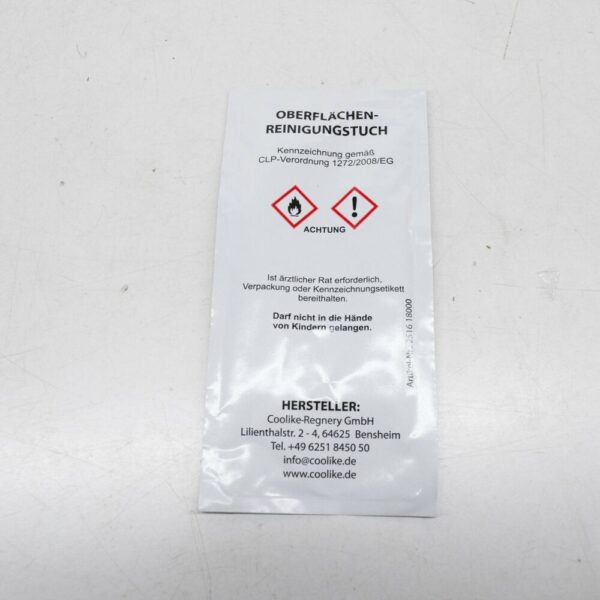 OBERFLÄCHEN-
REINIGUNGSTUCH
Kennzeichnung gemäß
CLP-Verordnung 1272/2008/EG
ACHTUNG
Ist ärztlicher Rat erforderlich,
Verpackung oder Kennzeichnungsetikett
bereithalten.
Darf nicht in die Hände
von Kindern gelangen.
18000
HERSTELLER:
Coolike-Regnery GmbH
Lilienthalstr. 2 - 4, 64625 Bensheim
Tel. +49 6251 8450 50
info@coolike.de
www.coolike.de